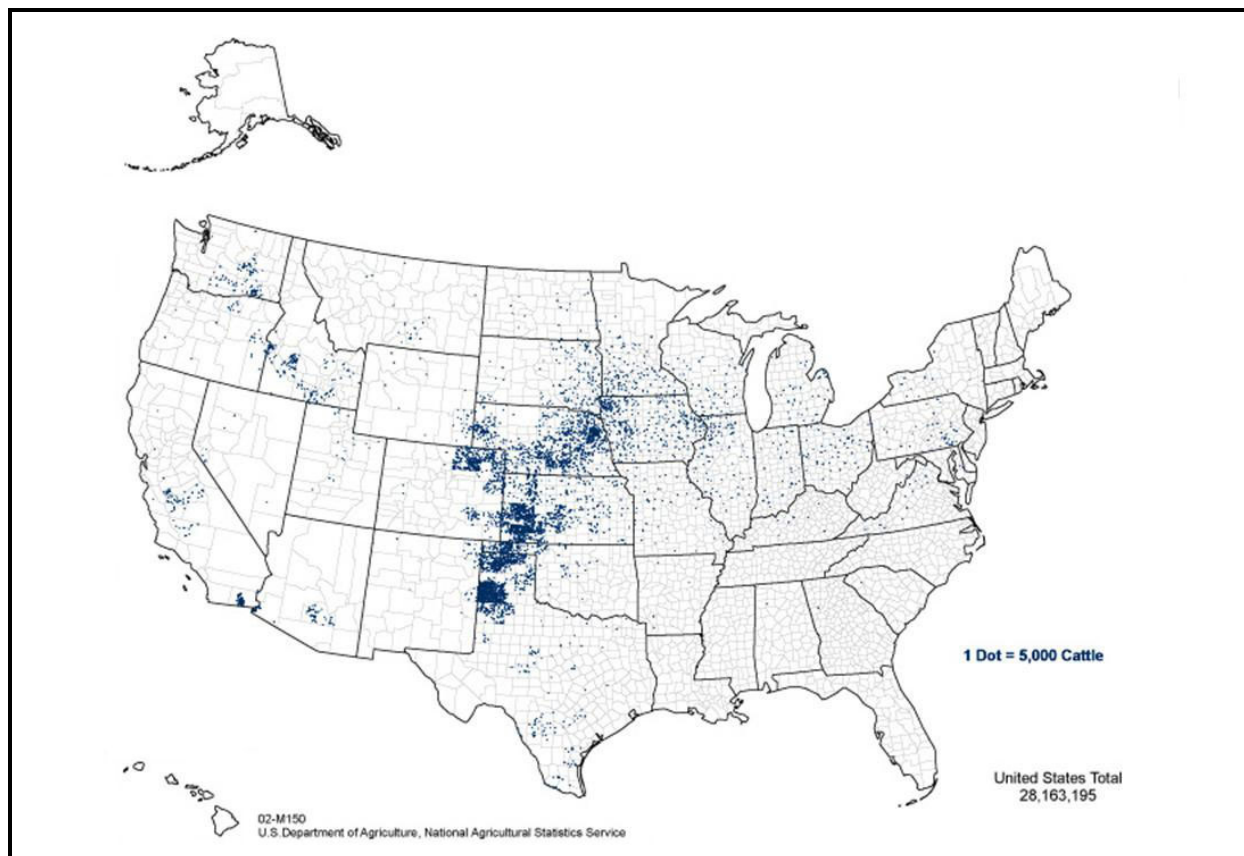 1 Dot = 5,000 Cattle
United States Total
28,163,195
02-M150
U.S.Department of Agriculture, National Agricultural Statistics Service